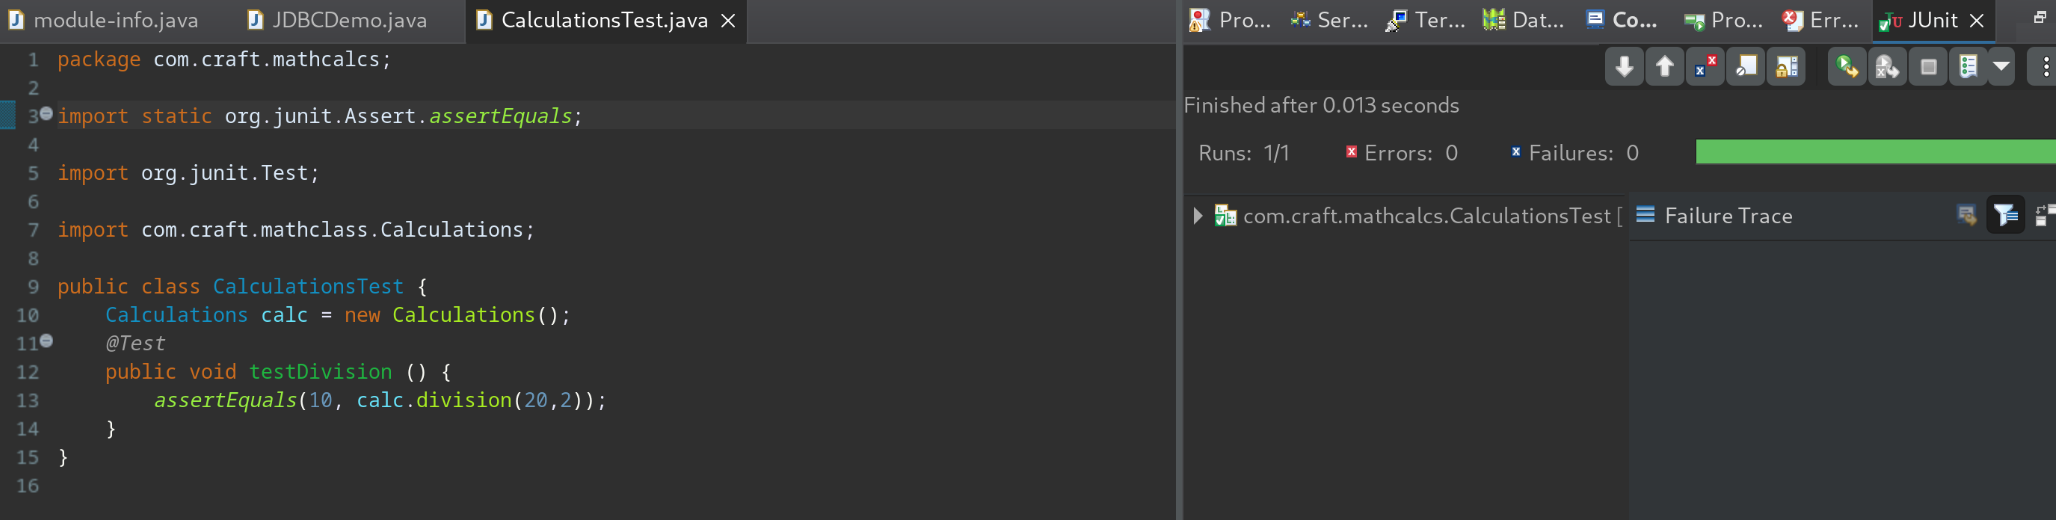 module-info.java JDBCDemo.java CalculationsTest.java
1 package com.craft.mathcalcs;
2
3 import static org.junit.Assert.assertEquals;
4
5 import org.junit.Test;
6
7 import com.craft.mathclass.Calculations;
8
9 public class CalculationsTest {
10 Calculations calc = new Calculations();
11 @Test
12 public void testDivision () {
13 assertEquals(10, calc.division(20,2));
14 }
15 }
16
Pro... Ser... Ter... Dat... Co... Pro... Err... JUnit
Finished after 0.013 seconds
Runs: 1/1 Errors: 0 Failures: 0
com.craft.mathcalcs.CalculationsTest [
Failure Trace